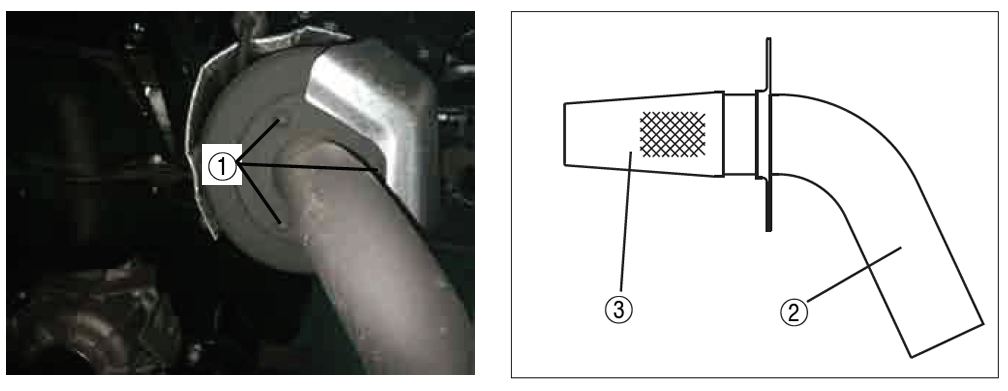 ①
③
②